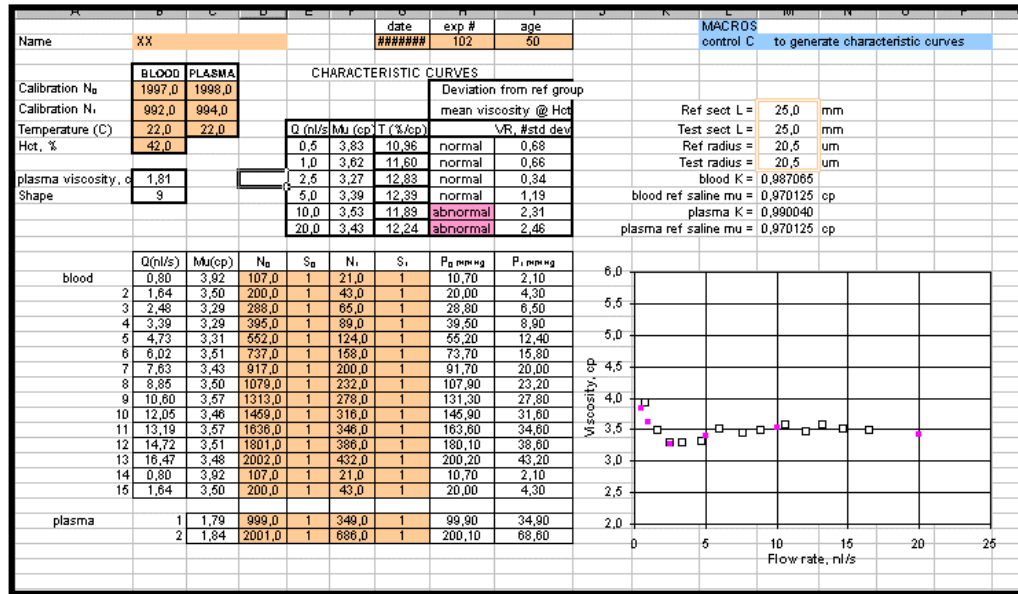 A B C D E F G H I J K L M N O P
date exp # age MACROS
Name XX ####### 102 50 control C to generate characteristic curves
BLOOD PLASMA CHARACTERISTIC CURVES
Calibration N₀ 1997,0 1998,0 Deviation from ref group
Calibration N₁ 992,0 994,0 mean viscosity @ Hct Ref sect L = 25,0 mm
Temperature (C) 22,0 22,0 Q (nl/s Mu (cp) T (%/cp) VR, #std dev Test sect L = 25,0 mm
Hct, % 42,0 0,5 3,83 10,96 normal 0,68 Ref radius = 20,5 um
1,0 3,62 11,60 normal 0,66 Test radius = 20,5 um
plasma viscosity, c 1,81 2,5 3,27 12,83 normal 0,34 blood K = 0,987065
Shape 9 5,0 3,39 12,39 normal 1,19 blood ref saline mu = 0,970125 cp
10,0 3,53 11,89 abnormal 2,31 plasma K = 0,990040
20,0 3,43 12,24 abnormal 2,46 plasma ref saline mu = 0,970125 cp
Q(nl/s) Mu(cp) N₀ S₀ N₁ S₁ P₀ mmHg P₁ mmHg
blood 0,80 3,92 107,0 1 21,0 1 10,70 2,10
2 1,64 3,50 200,0 1 43,0 1 20,00 4,30
3 2,48 3,29 288,0 1 65,0 1 28,80 6,50
4 3,39 3,29 395,0 1 89,0 1 39,50 8,90
5 4,73 3,31 552,0 1 124,0 1 55,20 12,40
6 6,02 3,51 737,0 1 158,0 1 73,70 15,80
7 7,63 3,43 917,0 1 200,0 1 91,70 20,00
8 8,85 3,50 1079,0 1 232,0 1 107,90 23,20
9 10,60 3,57 1313,0 1 278,0 1 131,30 27,80
10 12,05 3,46 1459,0 1 316,0 1 145,90 31,60
11 13,19 3,57 1636,0 1 346,0 1 163,60 34,60
12 14,72 3,51 1801,0 1 386,0 1 180,10 38,60
13 16,47 3,48 2002,0 1 432,0 1 200,20 43,20
14 0,80 3,92 107,0 1 21,0 1 10,70 2,10
15 1,64 3,50 200,0 1 43,0 1 20,00 4,30
plasma 1 1,79 999,0 1 349,0 1 99,90 34,90
2 1,84 2001,0 1 686,0 1 200,10 68,60
Viscosity, cp
6,0
5,5
5,0
4,5
4,0
3,5
3,0
2,5
2,0
0 5 10 15 20 25
Flow rate, nl/s